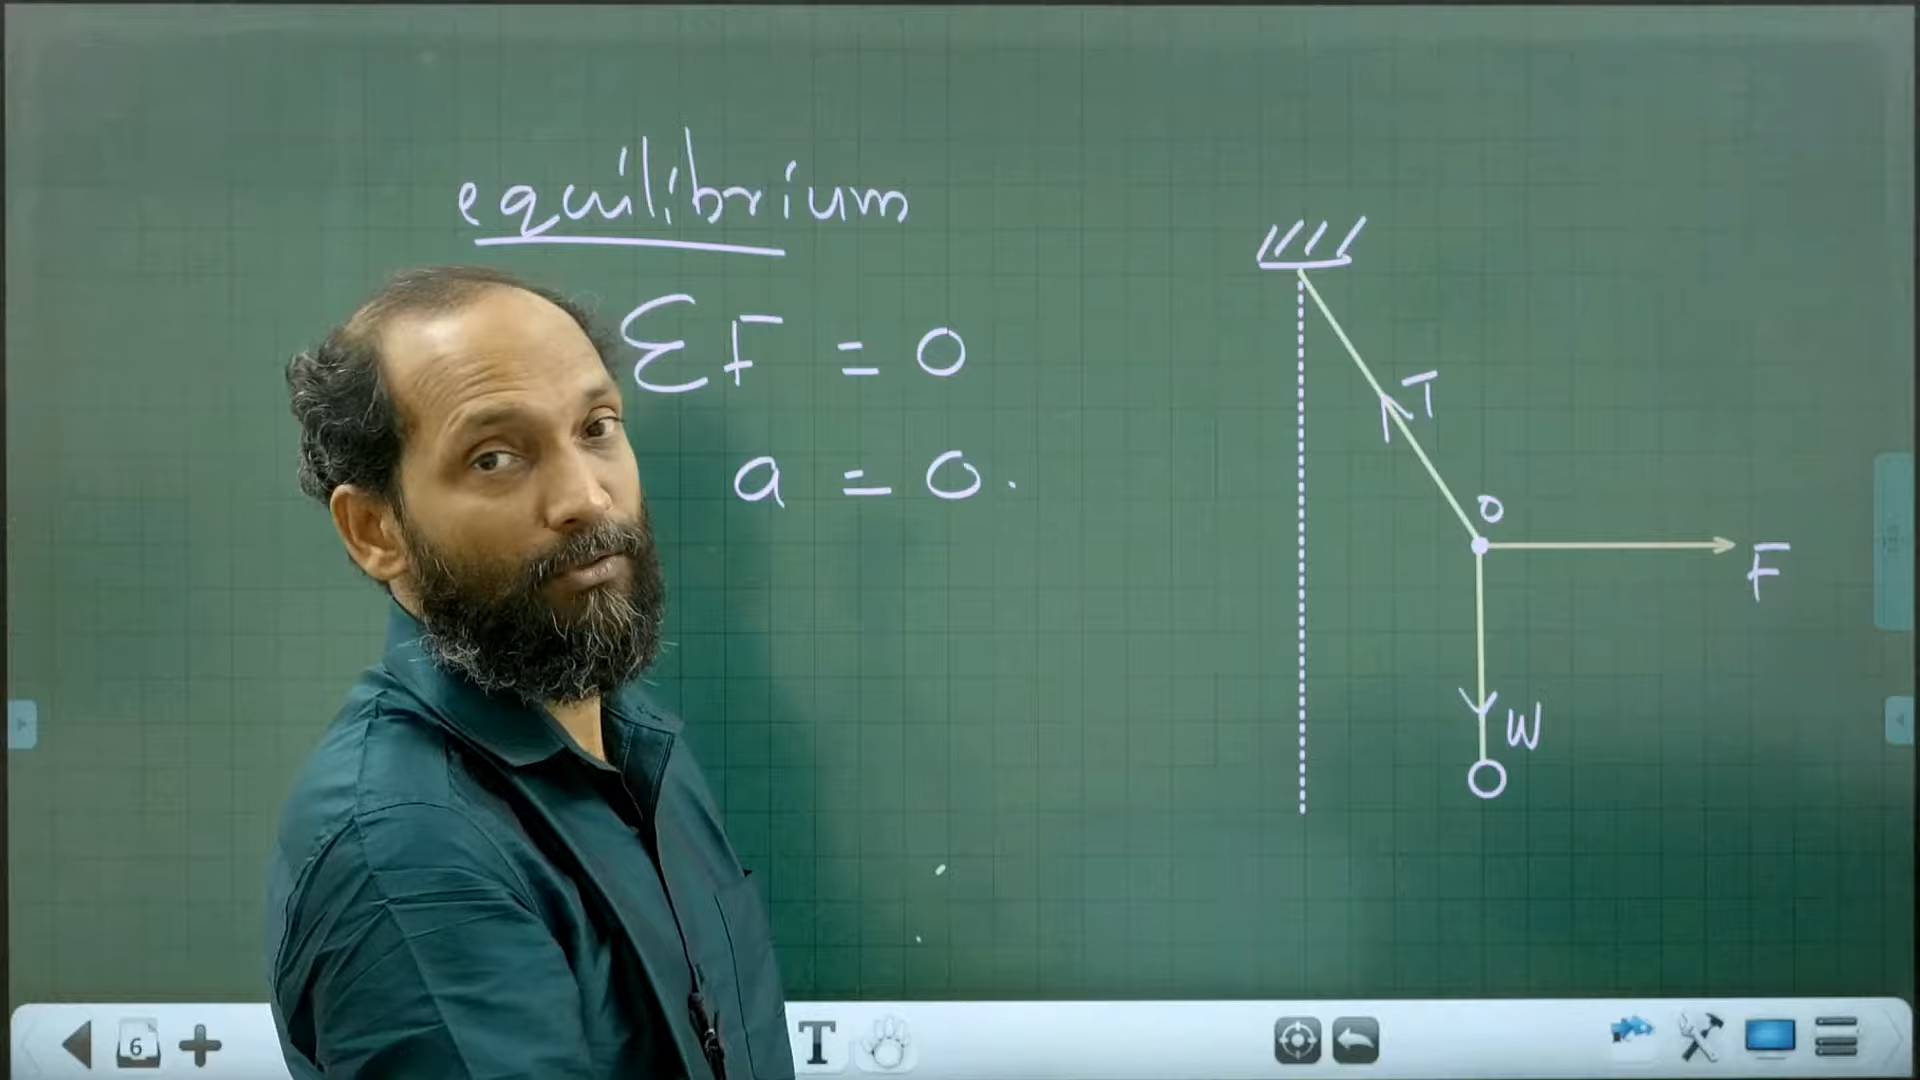 equilibrium
ΣF = 0
a = 0.
T
O
F
W
6
T